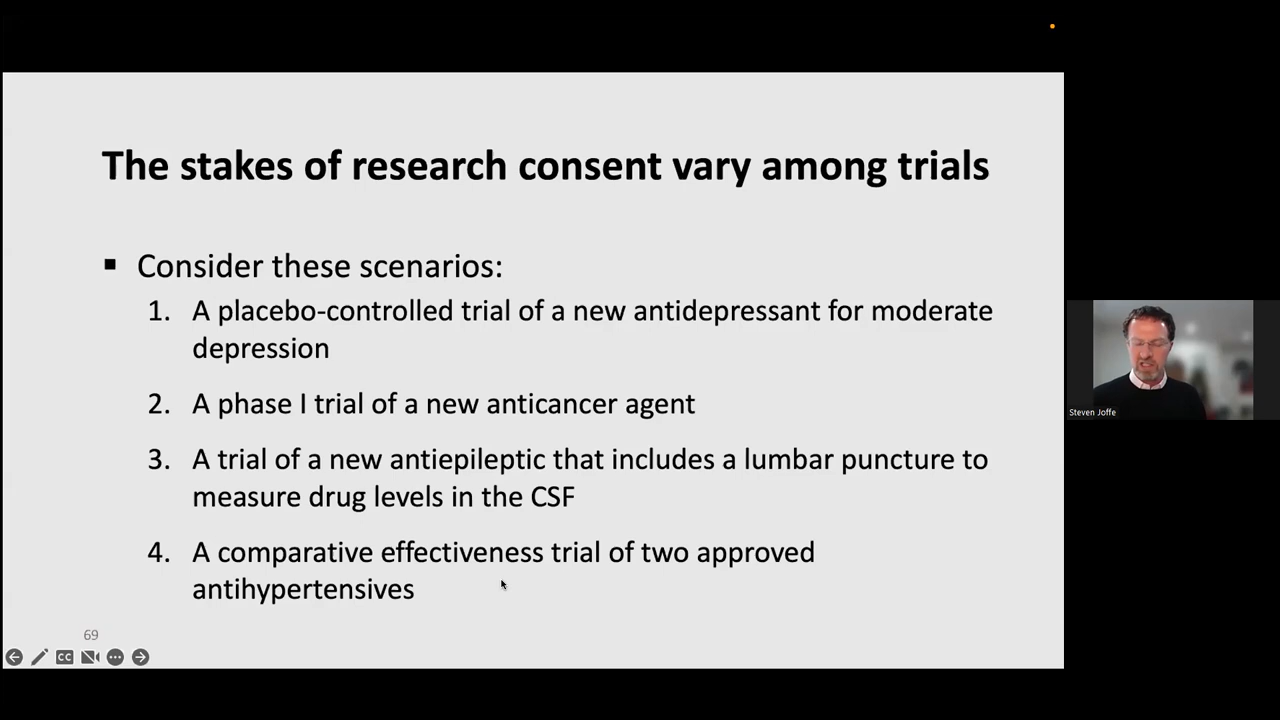 The stakes of research consent vary among trials
▪ Consider these scenarios:
1. A placebo-controlled trial of a new antidepressant for moderate
depression
2. A phase I trial of a new anticancer agent
3. A trial of a new antiepileptic that includes a lumbar puncture to
measure drug levels in the CSF
4. A comparative effectiveness trial of two approved
antihypertensives
69
CC
Steven Joffe